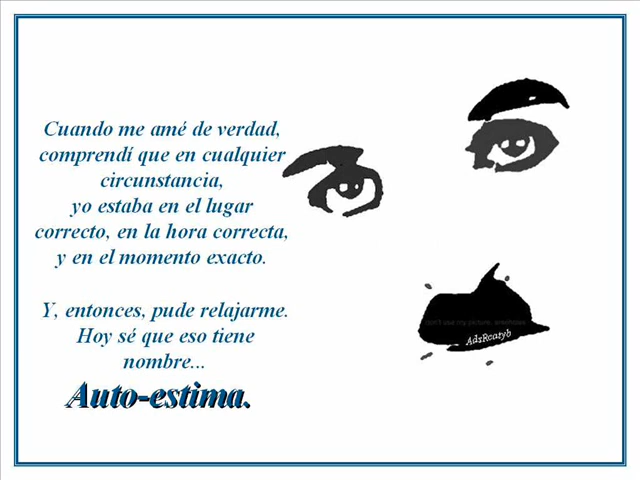 Cuando me amé de verdad,
comprendí que en cualquier
circunstancia,
yo estaba en el lugar
correcto, en la hora correcta,
y en el momento exacto.
Y, entonces, pude relajarme.
Hoy sé que eso tiene
nombre...
Auto-estima.
AdsRcatyb